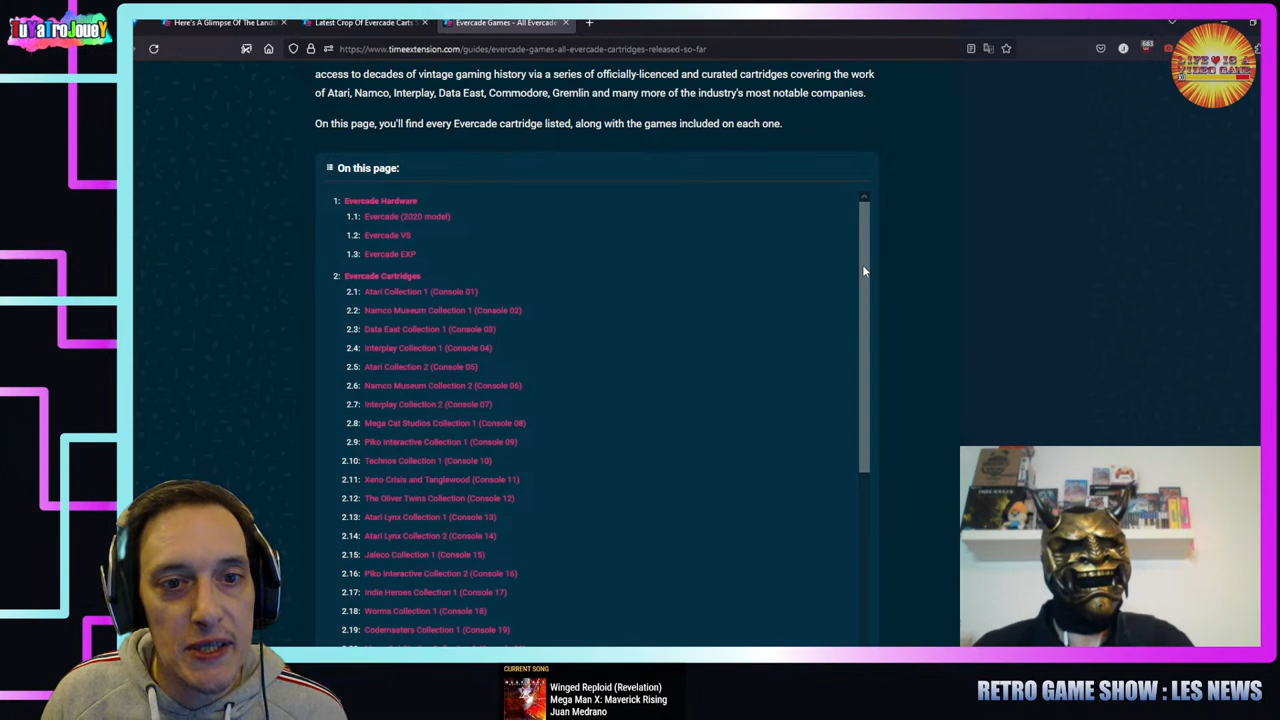 TuYaTroJoueY
Here's A Glimpse Of The Lands
Latest Crop Of Evercade Carts S
Evercade Games - All Evercade
https://www.timeextension.com/guides/evercade-games-all-evercade-cartridges-released-so-far
683
LIFE IS A VIDEO GAME
access to decades of vintage gaming history via a series of officially-licenced and curated cartridges covering the work
of Atari, Namco, Interplay, Data East, Commodore, Gremlin and many more of the industry's most notable companies.
On this page, you'll find every Evercade cartridge listed, along with the games included on each one.
On this page:
1: Evercade Hardware
1.1: Evercade (2020 model)
1.2: Evercade VS
1.3: Evercade EXP
2: Evercade Cartridges
2.1: Atari Collection 1 (Console 01)
2.2: Namco Museum Collection 1 (Console 02)
2.3: Data East Collection 1 (Console 03)
2.4: Interplay Collection 1 (Console 04)
2.5: Atari Collection 2 (Console 05)
2.6: Namco Museum Collection 2 (Console 06)
2.7: Interplay Collection 2 (Console 07)
2.8: Mega Cat Studios Collection 1 (Console 08)
2.9: Piko Interactive Collection 1 (Console 09)
2.10: Technos Collection 1 (Console 10)
2.11: Xeno Crisis and Tanglewood (Console 11)
2.12: The Oliver Twins Collection (Console 12)
2.13: Atari Lynx Collection 1 (Console 13)
2.14: Atari Lynx Collection 2 (Console 14)
2.15: Jaleco Collection 1 (Console 15)
2.16: Piko Interactive Collection 2 (Console 16)
2.17: Indie Heroes Collection 1 (Console 17)
2.18: Worms Collection 1 (Console 18)
2.19: Codemasters Collection 1 (Console 19)
CURRENT SONG
Winged Reploid (Revelation)
Mega Man X: Maverick Rising
Juan Medrano
RETRO GAME SHOW : LES NEWS